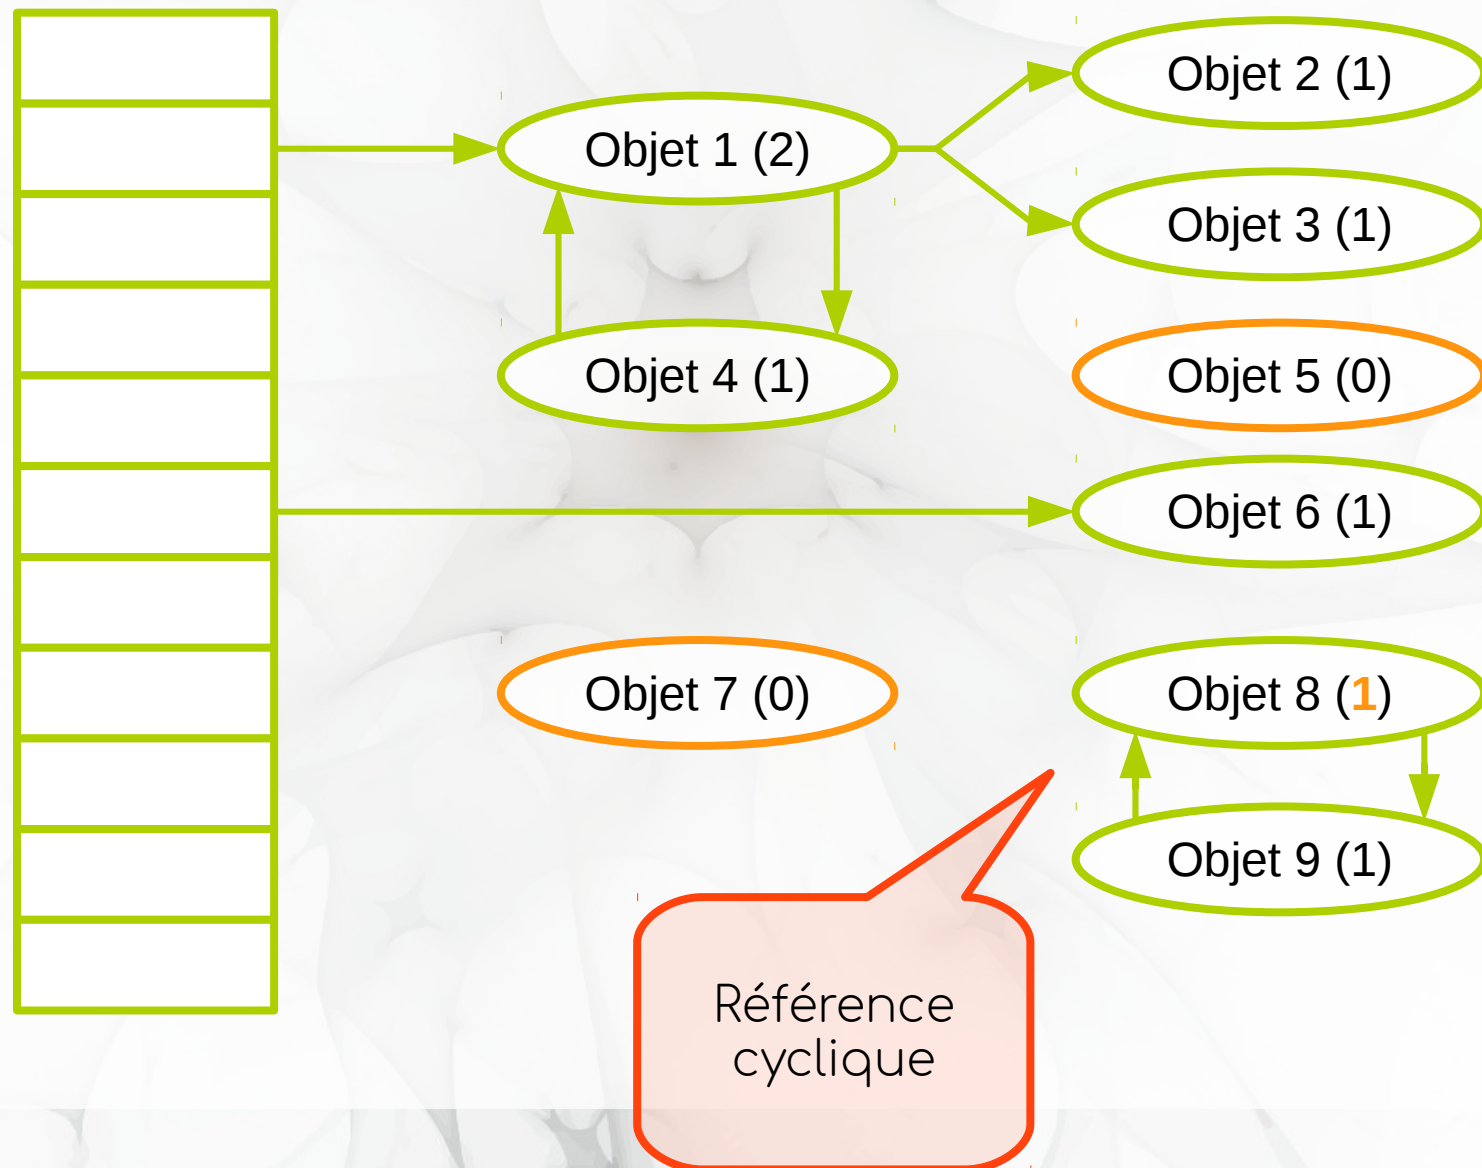 Objet 2 (1)
Objet 1 (2)
Objet 3 (1)
Objet 4 (1)
Objet 5 (0)
Objet 6 (1)
Objet 7 (0)
Objet 8 (1)
Objet 9 (1)
Référence
cyclique